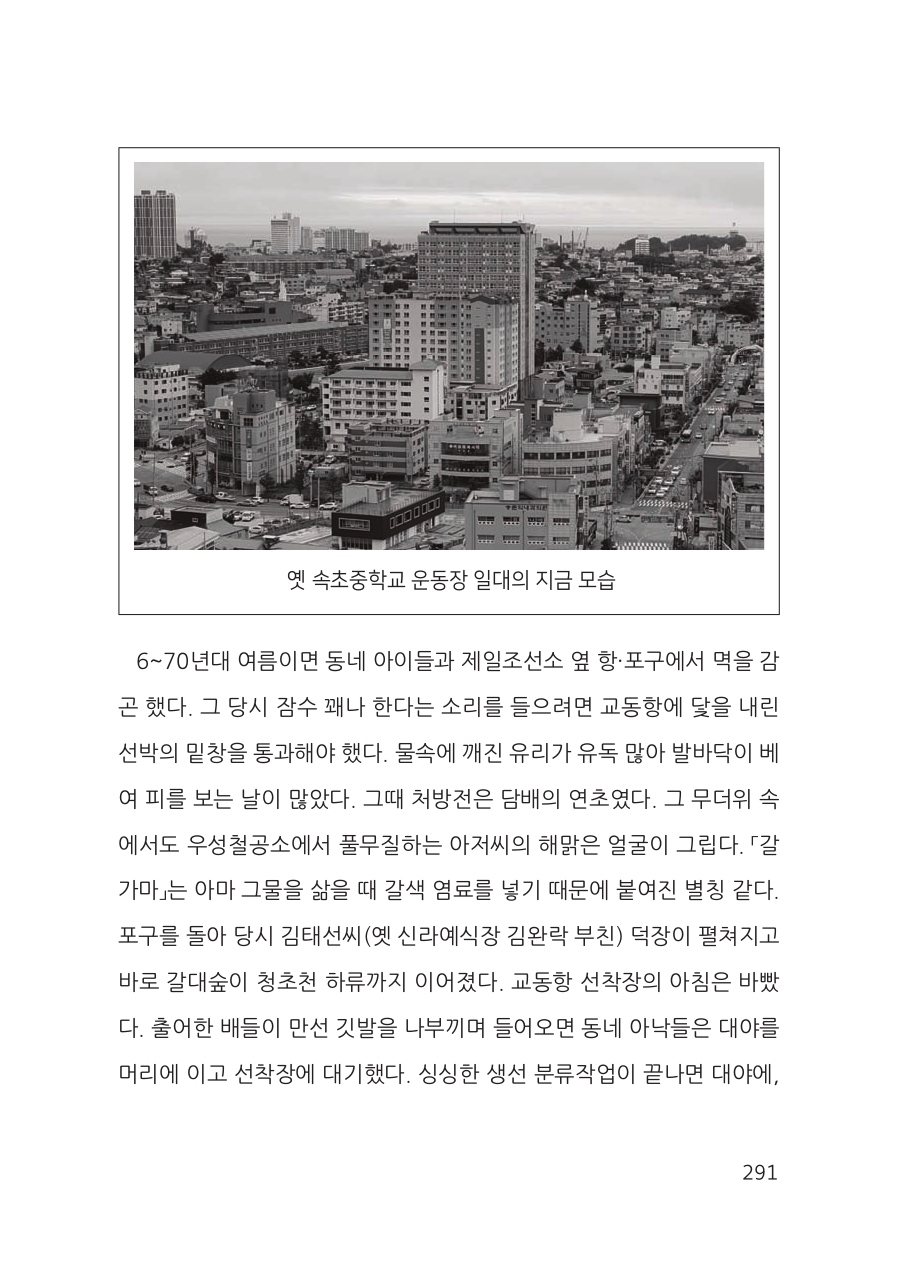 옛 속초중학교 운동장 일대의 지금 모습
6~70년대 여름이면 동네 아이들과 제일조선소 옆 항·포구에서 멱을 감
곤 했다. 그 당시 잠수 꽤나 한다는 소리를 들으려면 교동항에 닻을 내린
선박의 밑창을 통과해야 했다. 물속에 깨진 유리가 유독 많아 발바닥이 베
여 피를 보는 날이 많았다. 그때 처방전은 담배의 연초였다. 그 무더위 속
에서도 우성철공소에서 풀무질하는 아저씨의 해맑은 얼굴이 그립다. 「갈
가마」는 아마 그물을 삶을 때 갈색 염료를 넣기 때문에 붙여진 별칭 같다.
포구를 돌아 당시 김태선씨(옛 신라예식장 김완락 부친) 덕장이 펼쳐지고
바로 갈대숲이 청초천 하류까지 이어졌다. 교동항 선착장의 아침은 바빴
다. 출어한 배들이 만선 깃발을 나부끼며 들어오면 동네 아낙들은 대야를
머리에 이고 선착장에 대기했다. 싱싱한 생선 분류작업이 끝나면 대야에,
291